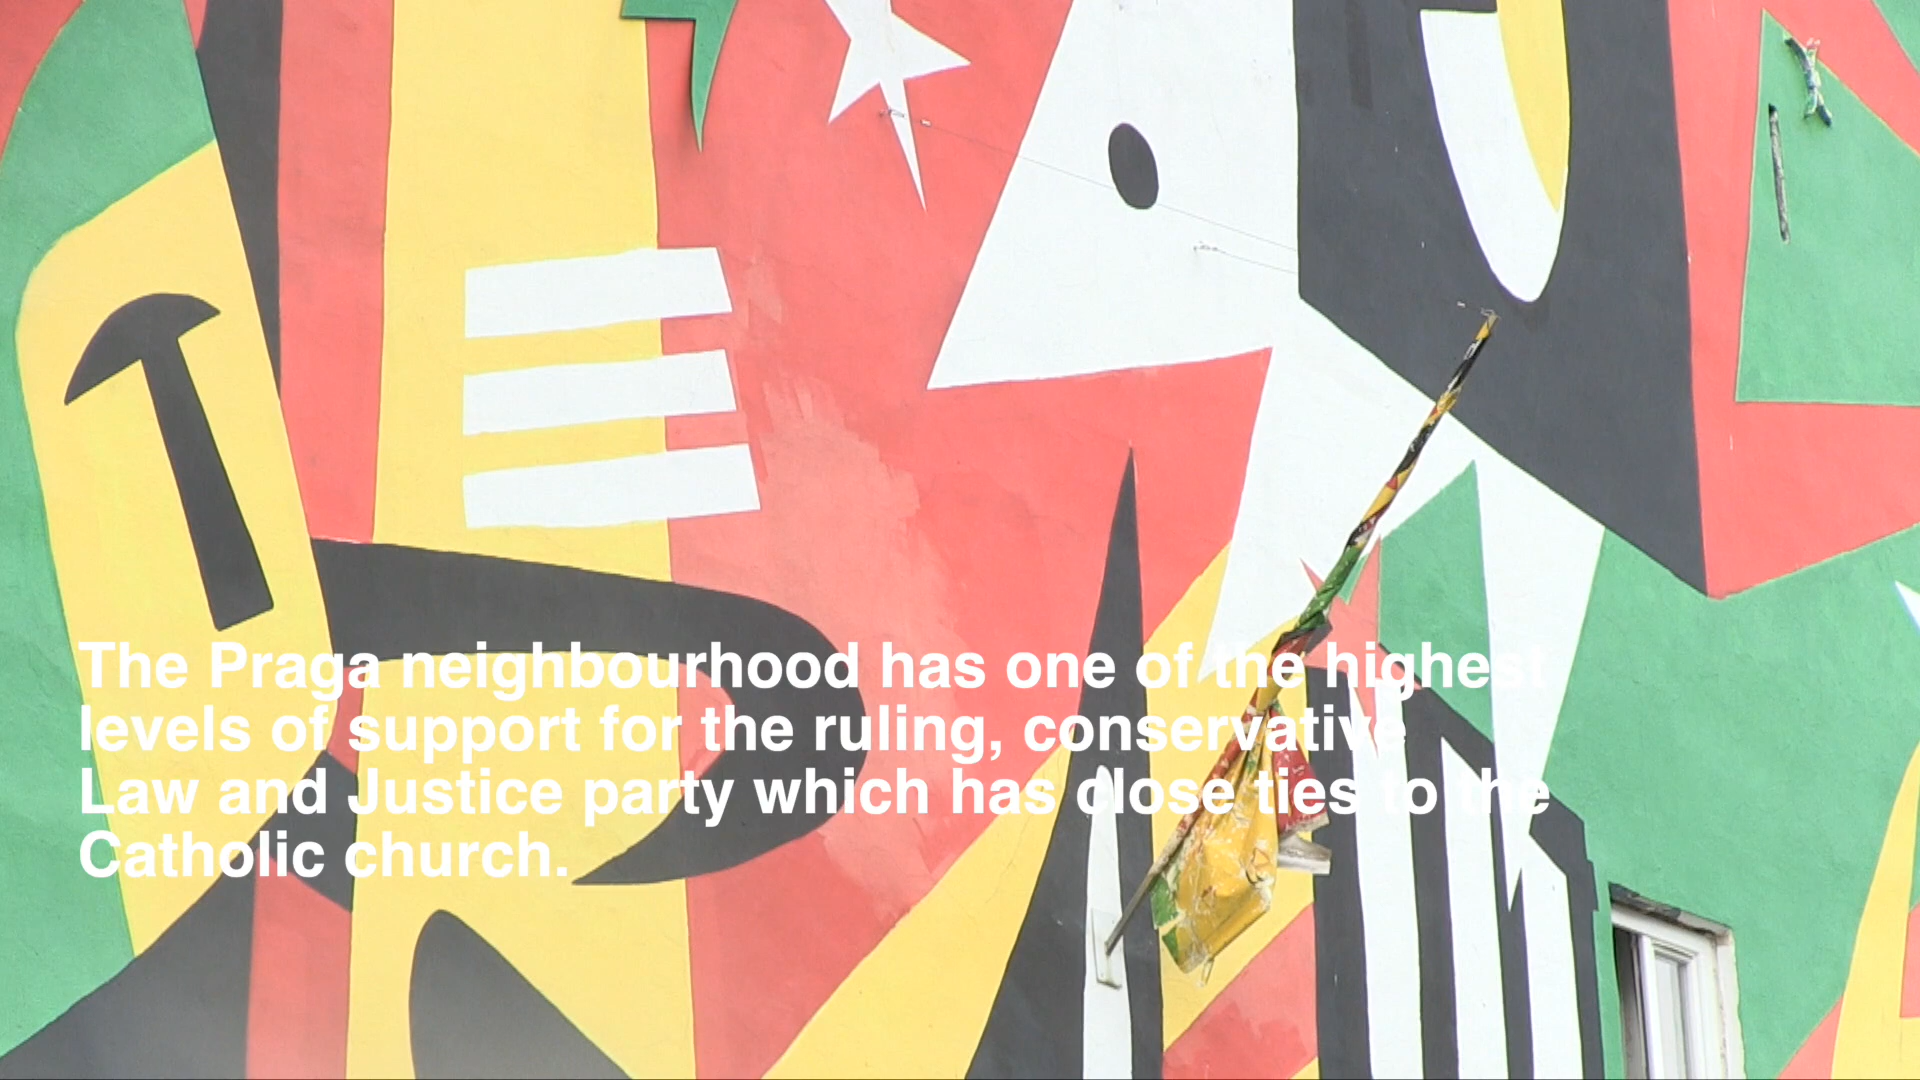 The Praga neighbourhood has one of the highest
levels of support for the ruling, conservative
Law and Justice party which has close ties to the
Catholic church.